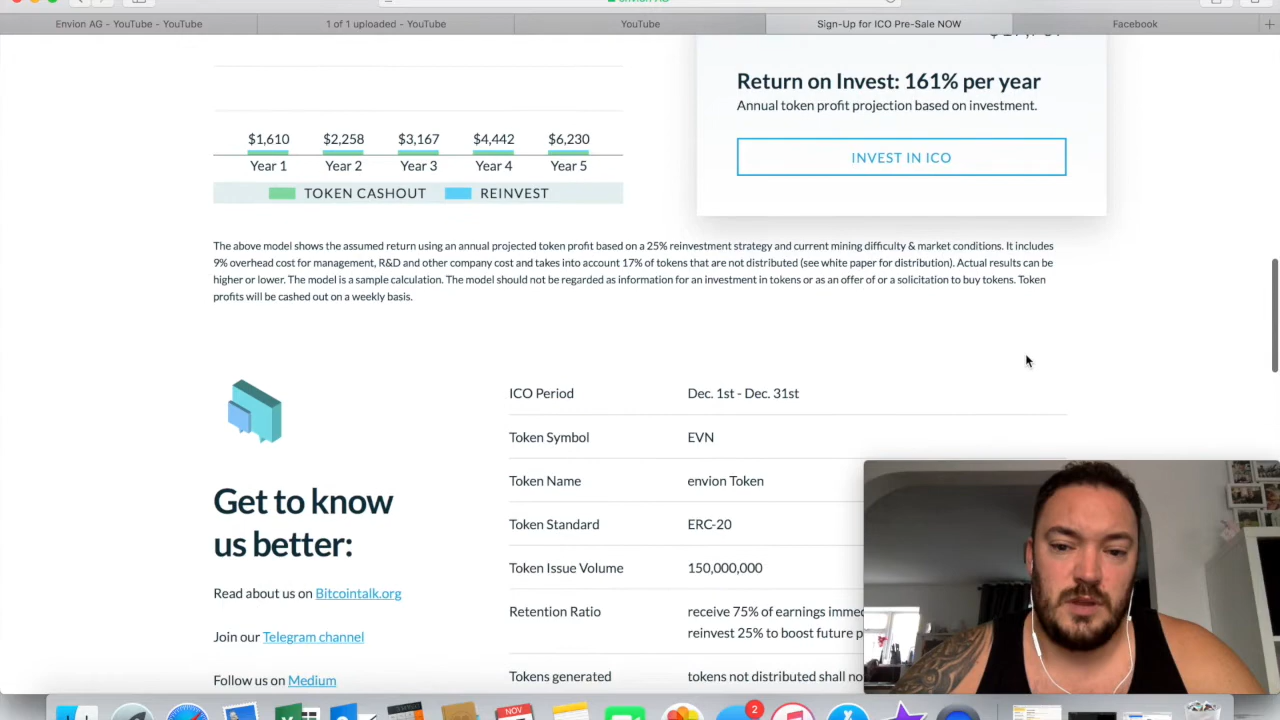 Envion AG - YouTube - YouTube
1 of 1 uploaded - YouTube
YouTube
Sign-Up for ICO Pre-Sale NOW
Facebook
Return on Invest: 161% per year
Annual token profit projection based on investment.
INVEST IN ICO
$1,610 $2,258 $3,167 $4,442 $6,230
Year 1 Year 2 Year 3 Year 4 Year 5
TOKEN CASHOUT REINVEST
The above model shows the assumed return using an annual projected token profit based on a 25% reinvestment strategy and current mining difficulty & market conditions. It includes
9% overhead cost for management, R&D and other company cost and takes into account 17% of tokens that are not distributed (see white paper for distribution). Actual results can be
higher or lower. The model is a sample calculation. The model should not be regarded as information for an investment in tokens or as an offer of or a solicitation to buy tokens. Token
profits will be cashed out on a weekly basis.
Get to know
us better:
Read about us on Bitcointalk.org
Join our Telegram channel
Follow us on Medium
ICO Period Dec. 1st - Dec. 31st
Token Symbol EVN
Token Name envion Token
Token Standard ERC-20
Token Issue Volume 150,000,000
Retention Ratio receive 75% of earnings
reinvest 25% to boost future
Tokens generated tokens not distributed shall
NOV
2